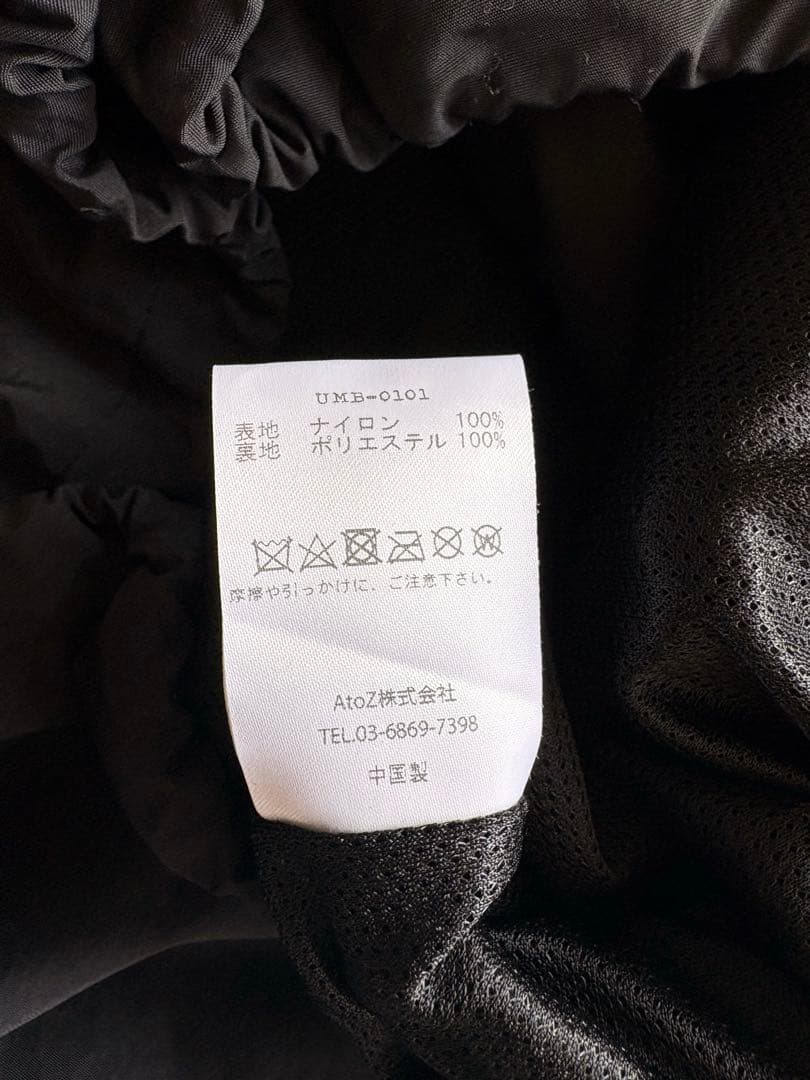 UMB-0101
表地 ナイロン 100%
裏地 ポリエステル 100%
摩擦や引っかけに、ご注意下さい。
AtoZ株式会社
TEL.03-6869-7398
中国製